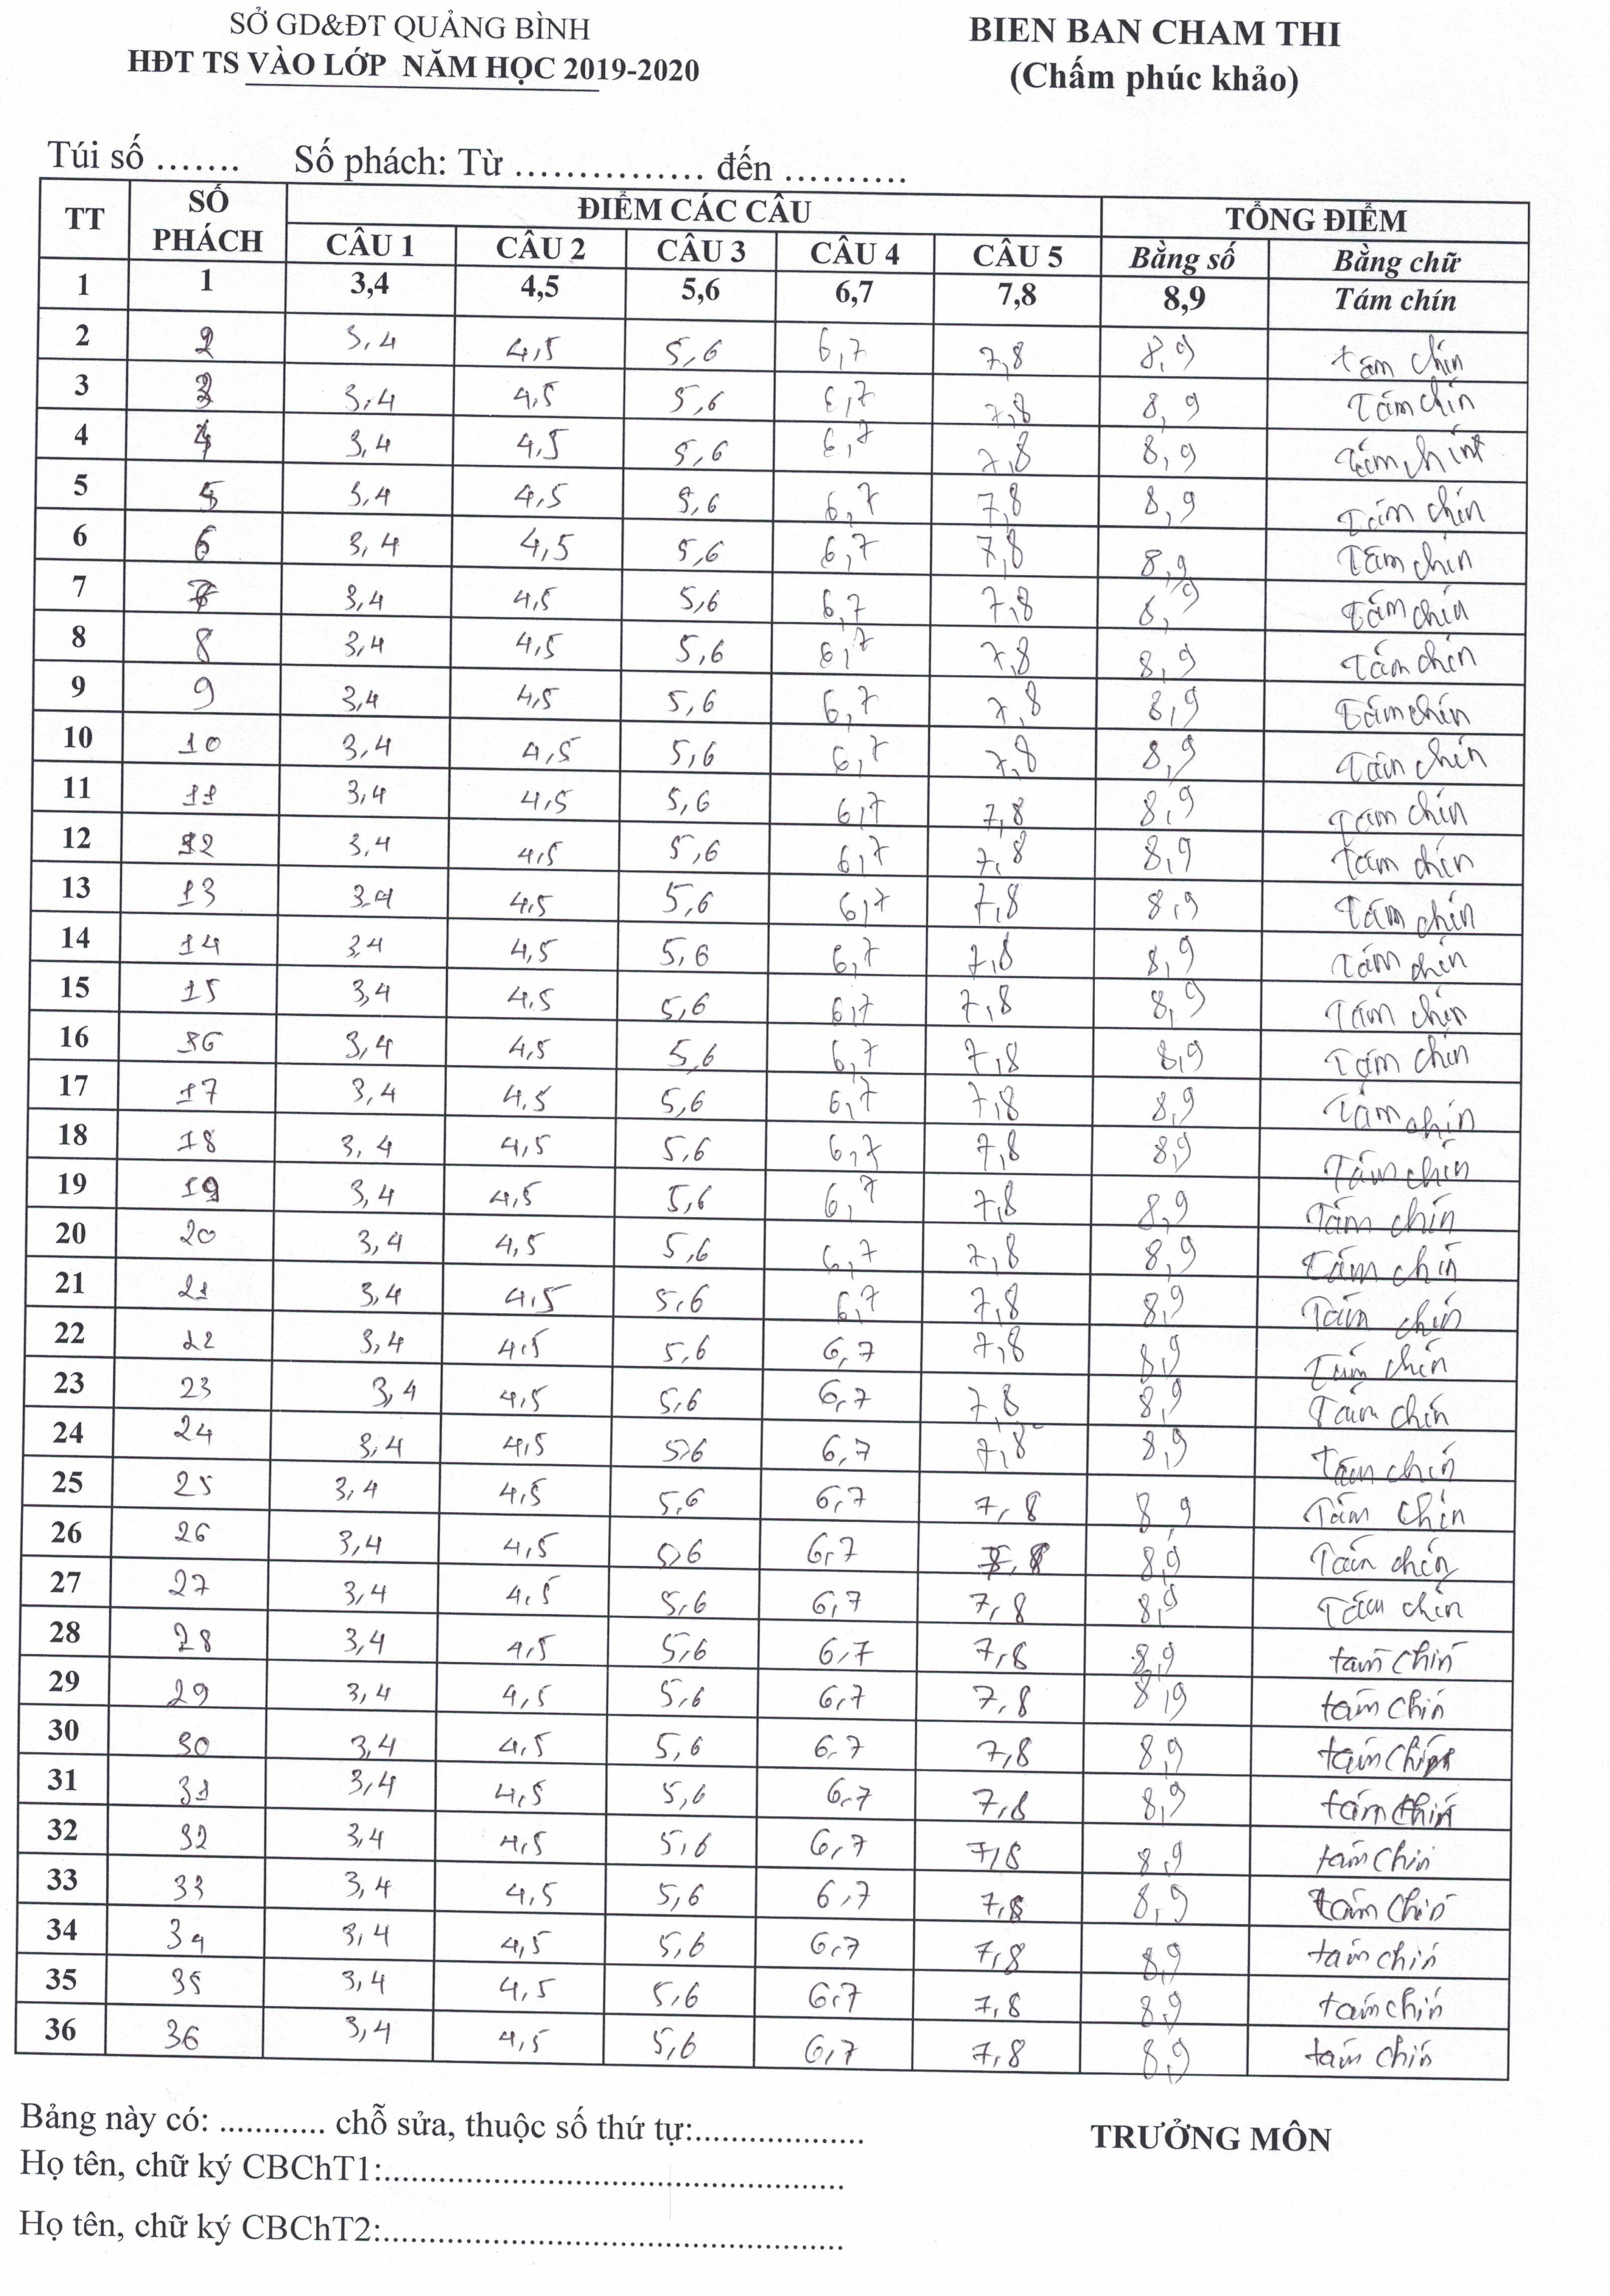 SỞ GD&ĐT QUẢNG BÌNH
HĐT TS VÀO LỚP NĂM HỌC 2019-2020
BIEN BAN CHAM THI
(Chấm phúc khảo)
Túi số ....... Số phách: Từ ............... đến ..........
TT SỐ PHÁCH ĐIỂM CÁC CÂU TỔNG ĐIỂM
CÂU 1 CÂU 2 CÂU 3 CÂU 4 CÂU 5 Bằng số Bằng chữ
1 1 3,4 4,5 5,6 6,7 7,8 8,9 Tám chín
2 2 3,4 4,5 5,6 6,7 7,8 8,9 tám chín
3 3 3,4 4,5 5,6 6,7 7,8 8,9 Tám chín
4 4 3,4 4,5 5,6 6,7 7,8 8,9 tám chín
5 5 3,4 4,5 5,6 6,7 7,8 8,9 Tám chín
6 6 3,4 4,5 5,6 6,7 7,8 8,9 Tám chín
7 7 3,4 4,5 5,6 6,7 7,8 8,9 Tám chín
8 8 3,4 4,5 5,6 6,7 7,8 8,9 Tám chín
9 9 3,4 4,5 5,6 6,7 7,8 8,9 Tám chín
10 10 3,4 4,5 5,6 6,7 7,8 8,9 Tám chín
11 11 3,4 4,5 5,6 6,7 7,8 8,9 Tám chín
12 12 3,4 4,5 5,6 6,7 7,8 8,9 tám chín
13 13 3,4 4,5 5,6 6,7 7,8 8,9 Tám chín
14 14 3,4 4,5 5,6 6,7 7,8 8,9 Tám chín
15 15 3,4 4,5 5,6 6,7 7,8 8,9 Tám chín
16 16 3,4 4,5 5,6 6,7 7,8 8,9 Tám chín
17 17 3,4 4,5 5,6 6,7 7,8 8,9 Tám chín
18 18 3,4 4,5 5,6 6,7 7,8 8,9 Tám chín
19 19 3,4 4,5 5,6 6,7 7,8 8,9 Tám chín
20 20 3,4 4,5 5,6 6,7 7,8 8,9 Tám chín
21 21 3,4 4,5 5,6 6,7 7,8 8,9 Tám chín
22 22 3,4 4,5 5,6 6,7 7,8 8,9 Tám chín
23 23 3,4 4,5 5,6 6,7 7,8 8,9 Tám chín
24 24 3,4 4,5 5,6 6,7 7,8 8,9 Tám chín
25 25 3,4 4,5 5,6 6,7 7,8 8,9 Tám chín
26 26 3,4 4,5 5,6 6,7 7,8 8,9 Tám chín
27 27 3,4 4,5 5,6 6,7 7,8 8,9 Tám chín
28 28 3,4 4,5 5,6 6,7 7,8 8,9 tám chín
29 29 3,4 4,5 5,6 6,7 7,8 8,9 tám chín
30 30 3,4 4,5 5,6 6,7 7,8 8,9 tám chín
31 31 3,4 4,5 5,6 6,7 7,8 8,9 tám chín
32 32 3,4 4,5 5,6 6,7 7,8 8,9 tám chín
33 33 3,4 4,5 5,6 6,7 7,8 8,9 tám chín
34 34 3,4 4,5 5,6 6,7 7,8 8,9 tám chín
35 35 3,4 4,5 5,6 6,7 7,8 8,9 tám chín
36 36 3,4 4,5 5,6 6,7 7,8 8,9 tám chín
Bảng này có: ............ chỗ sửa, thuộc số thứ tự:...................
TRƯỞNG MÔN
Họ tên, chữ ký CBChT1:..................................................
Họ tên, chữ ký CBChT2:..................................................